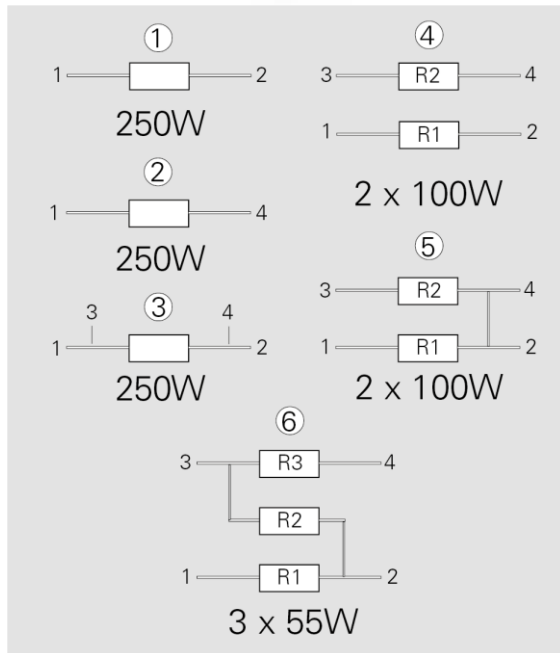 ①
1 2
250W
②
1 4
250W
③
3 4
1 2
250W
④
3 R2 4
1 R1 2
2 x 100W
⑤
3 R2 4
1 R1 2
2 x 100W
⑥
3 R3 4
R2
1 R1 2
3 x 55W